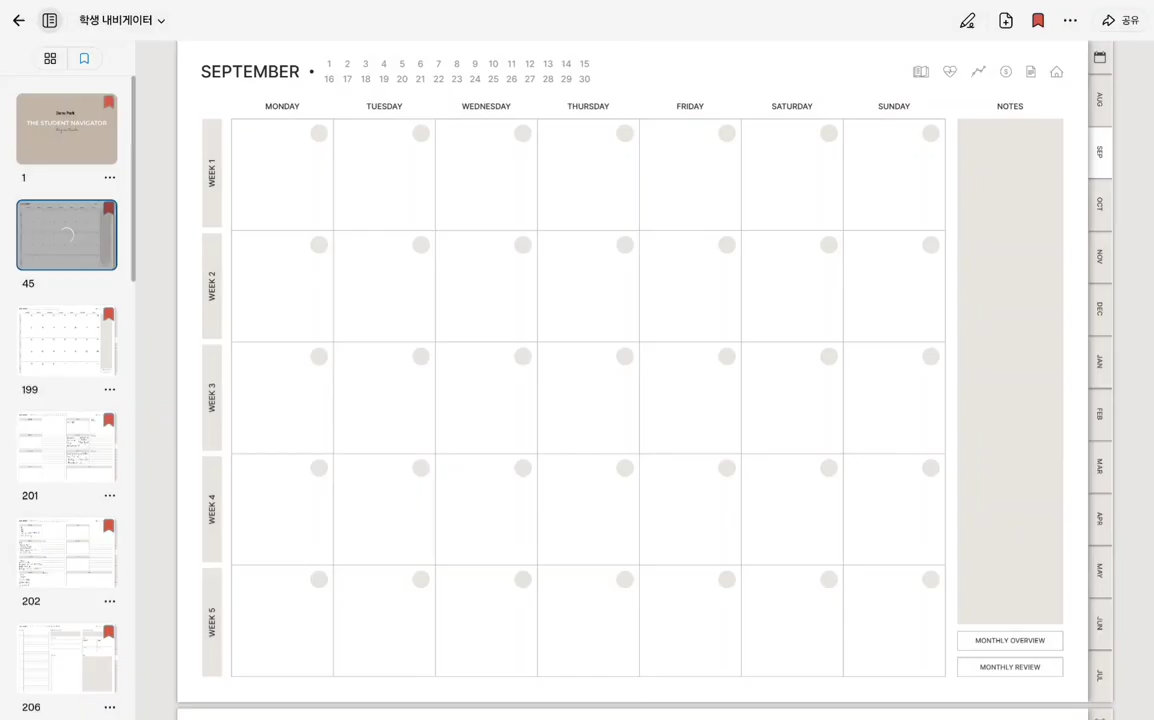 학생 내비게이터
공유
THE STUDENT NAVIGATOR
1
45
199
201
202
206
SEPTEMBER •
1 2 3 4 5 6 7 8 9 10 11 12 13 14 15
16 17 18 19 20 21 22 23 24 25 26 27 28 29 30
MONDAY TUESDAY WEDNESDAY THURSDAY FRIDAY SATURDAY SUNDAY NOTES
WEEK 1
WEEK 2
WEEK 3
WEEK 4
WEEK 5
MONTHLY OVERVIEW
MONTHLY REVIEW
AUG
SEP
OCT
NOV
DEC
JAN
FEB
MAR
APR
MAY
JUN
JUL